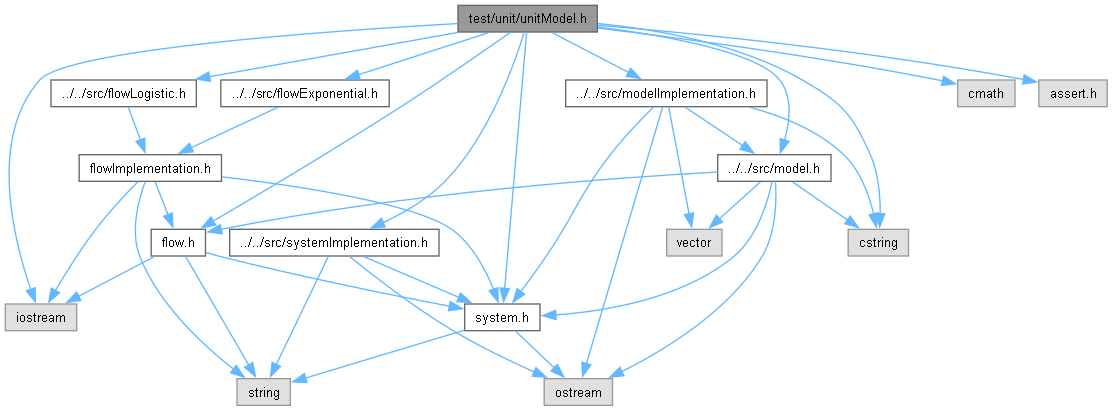 test/unit/unitModel.h
../../src/flowLogistic.h
../../src/flowExponential.h
../../src/modelImplementation.h
cmath
assert.h
flowImplementation.h
../../src/model.h
flow.h
../../src/systemImplementation.h
vector
cstring
iostream
system.h
string
ostream